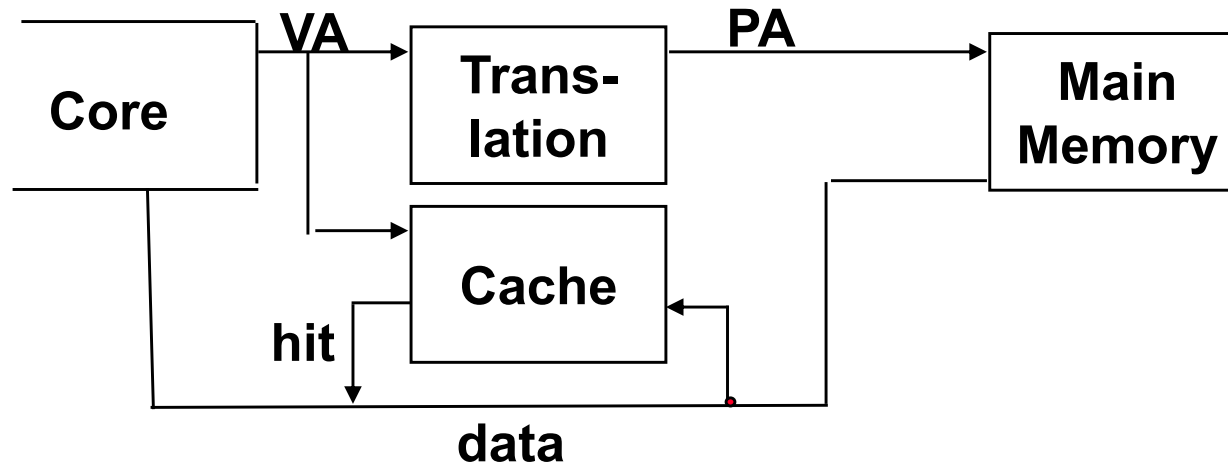 VA
PA
Core
Trans-
lation
Main
Memory
Cache
hit
data